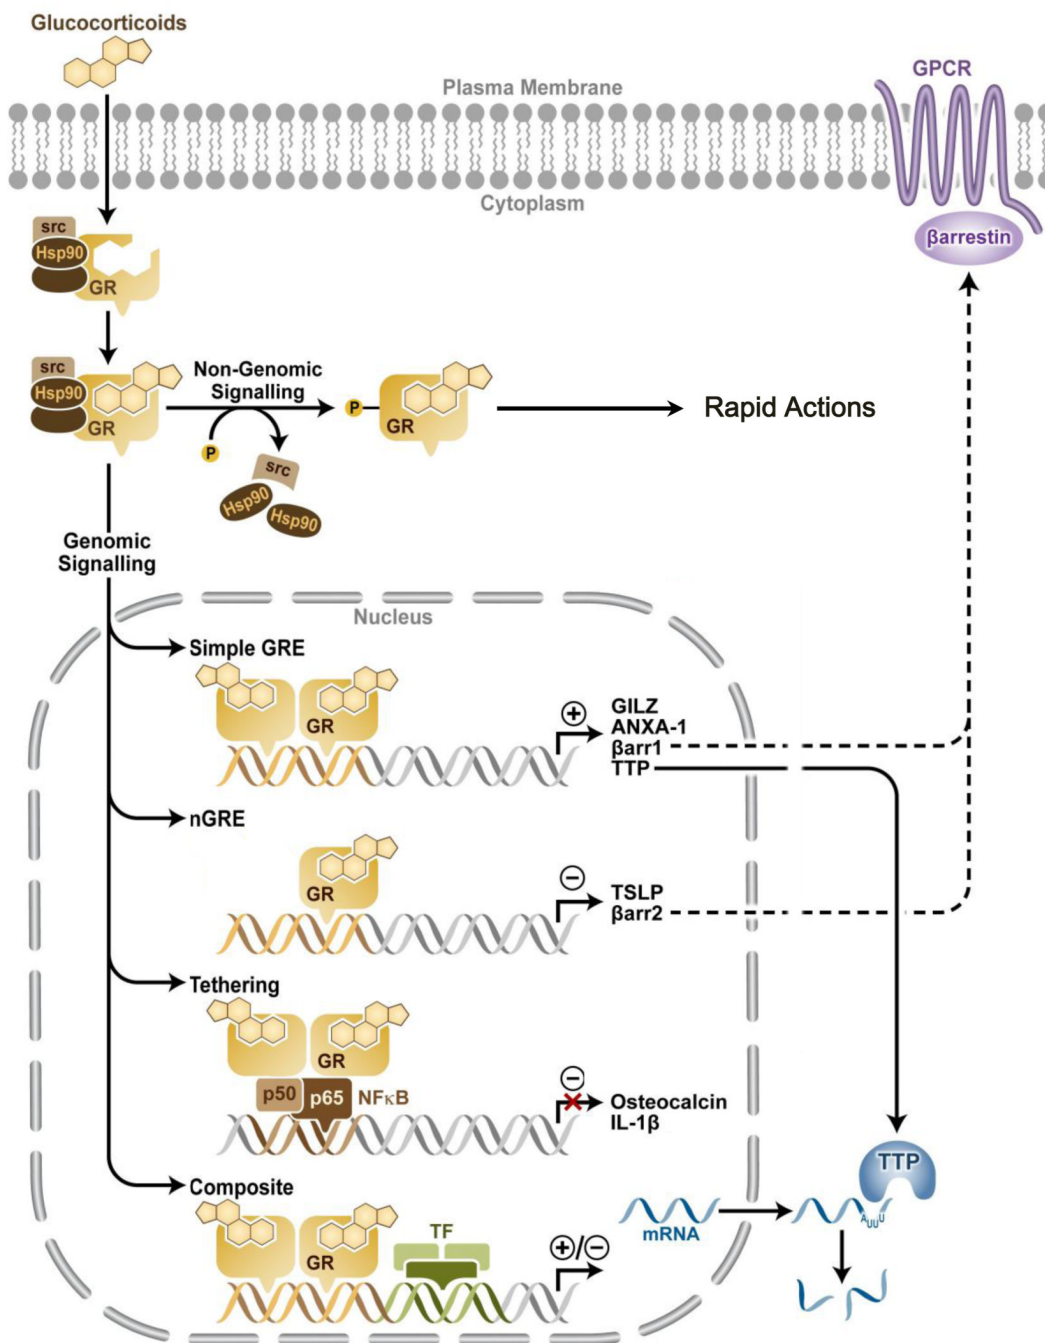 Glucocorticoids
GPCR
Plasma Membrane
Cytoplasm
βarrestin
src
Hsp90
GR
src
Hsp90
GR
Non-Genomic
Signalling
P
P
GR
Rapid Actions
src
Hsp90
Hsp90
Genomic
Signalling
Nucleus
Simple GRE
GR
+
GILZ
ANXA-1
βarr1
TTP
nGRE
GR
−
TSLP
βarr2
Tethering
GR
p50
p65
NFκB
−
Osteocalcin
IL-1β
TTP
Composite
GR
TF
+/−
mRNA
AUUU